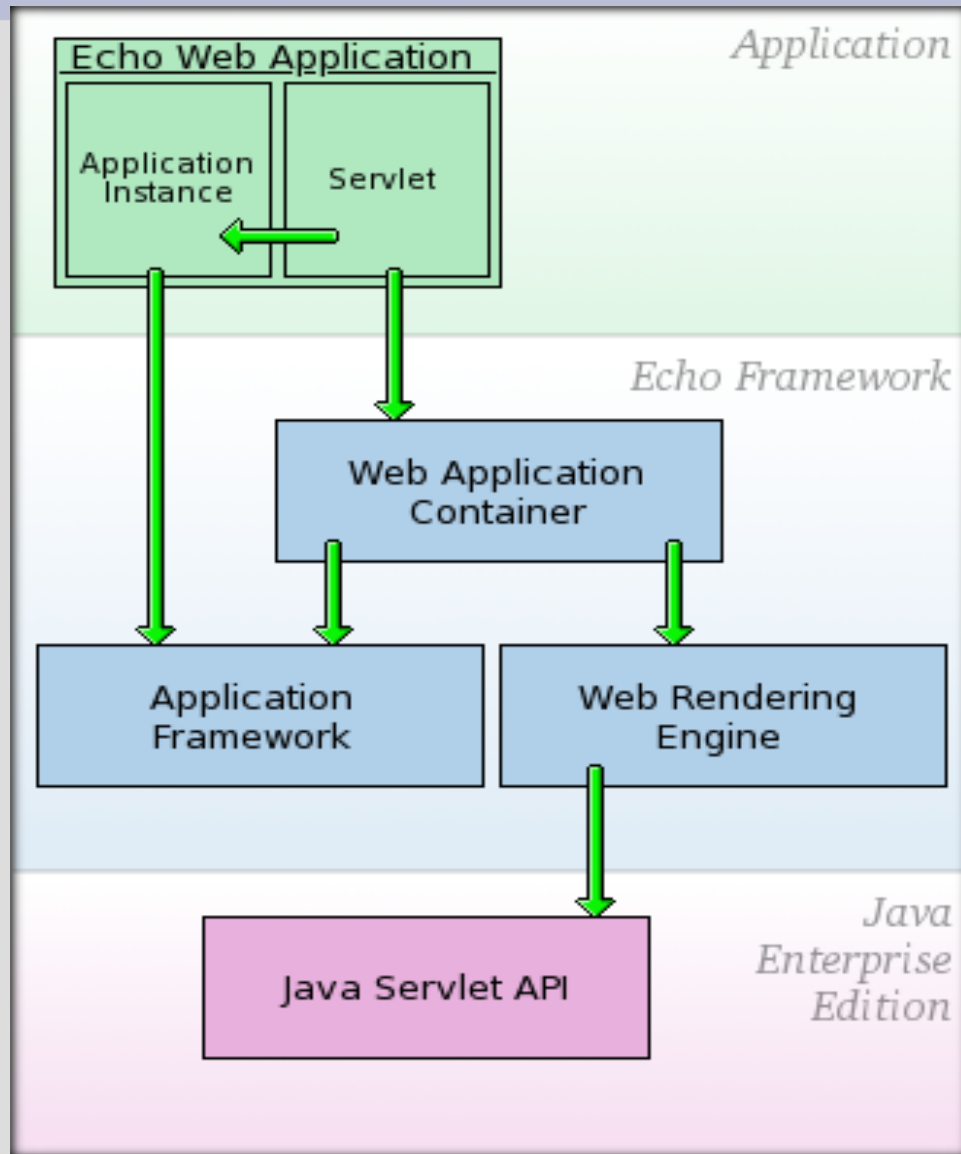 Application
Echo Web Application
Application
Instance
Servlet
Echo Framework
Web Application
Container
Application
Framework
Web Rendering
Engine
Java
Enterprise
Edition
Java Servlet API